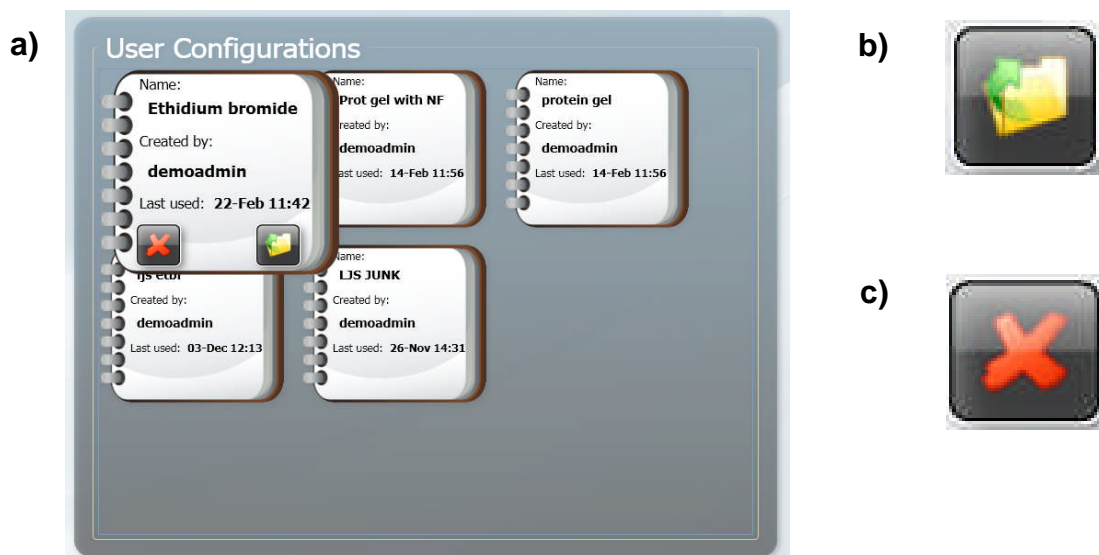 a)
User Configurations
Name:
Ethidium bromide
Created by:
demoadmin
Last used: 22-Feb 11:42
Name:
Prot gel with NF
reated by:
demoadmin
ast used: 14-Feb 11:56
Name:
protein gel
Created by:
demoadmin
Last used: 14-Feb 11:56
ljs etbr
Created by:
demoadmin
Last used: 03-Dec 12:13
Name:
LJS JUNK
Created by:
demoadmin
Last used: 26-Nov 14:31
b)
c)